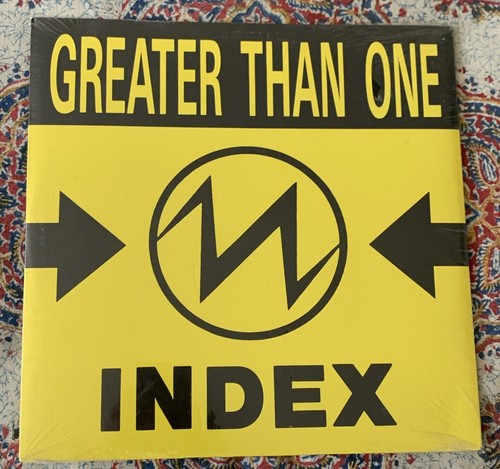 GREATER THAN ONE
INDEX